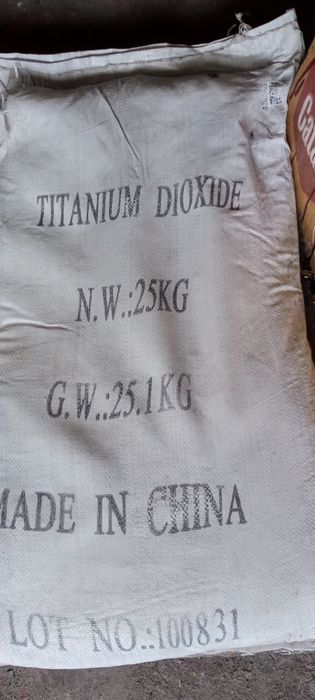 TITANIUM DIOXIDE
N.W.:25KG
G.W.:25.1KG
MADE IN CHINA
LOT NO.:100831